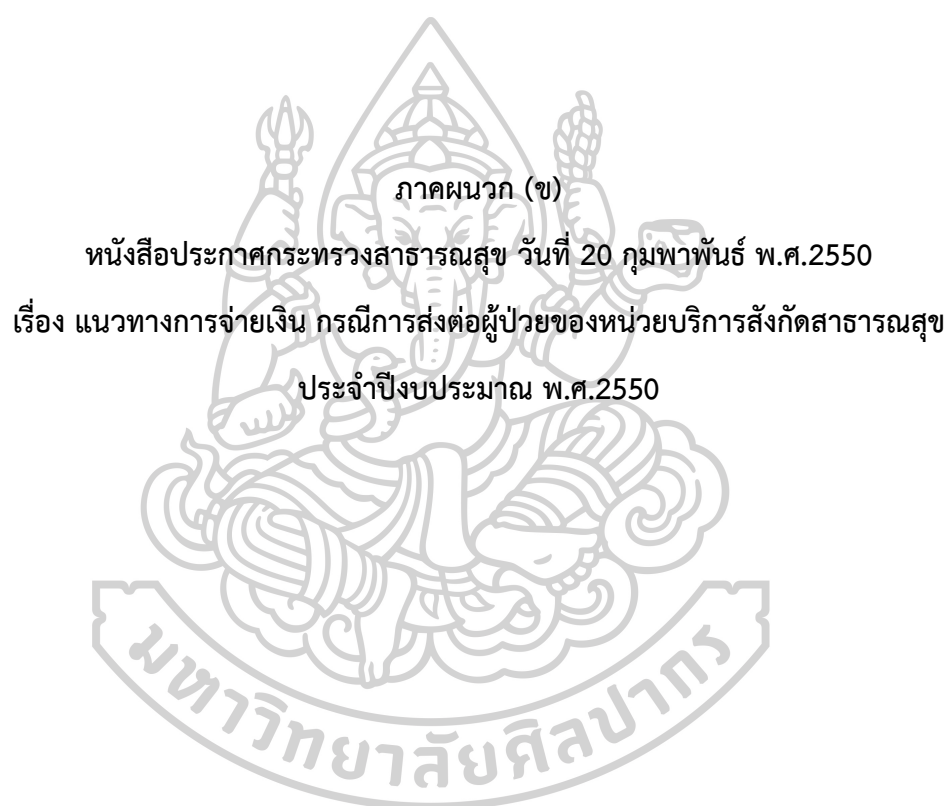 ภาคผนวก (ข)
หนังสือประกาศกระทรวงสาธารณสุข วันที่ 20 กุมพาพันธ์ พ.ศ.2550
เรื่อง แนวทางการจ่ายเงิน กรณีการส่งต่อผู้ป่วยของหน่วยบริการสังกัดสาธารณสุข
ประจำปีงบประมาณ พ.ศ.2550
มหาวิทยาลัยศิลปากร